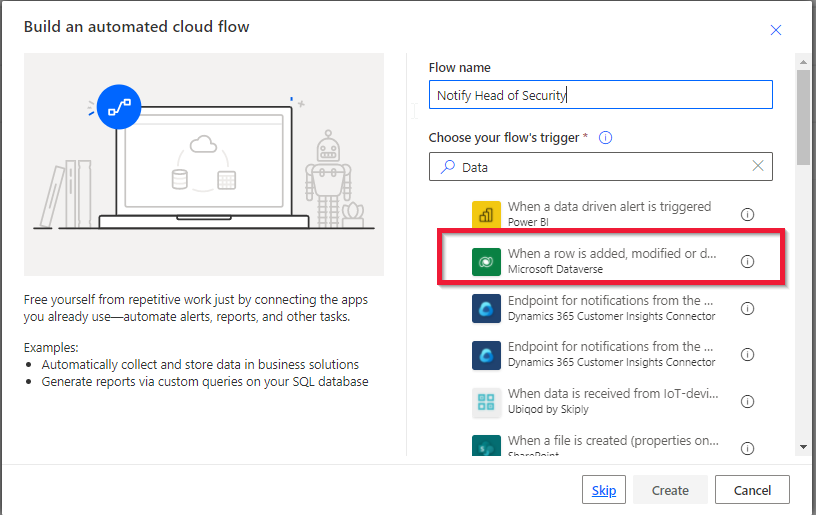 Build an automated cloud flow
Free yourself from repetitive work just by connecting the apps
you already use—automate alerts, reports, and other tasks.
Examples:
• Automatically collect and store data in business solutions
• Generate reports via custom queries on your SQL database
Flow name
Notify Head of Security
Choose your flow's trigger *
Data
When a data driven alert is triggered
Power BI
When a row is added, modified or d...
Microsoft Dataverse
Endpoint for notifications from the ...
Dynamics 365 Customer Insights Connector
Endpoint for notifications from the ...
Dynamics 365 Customer Insights Connector
When data is received from IoT-devi...
Ubiqod by Skiply
When a file is created (properties on...
SharePoint
Skip
Create
Cancel